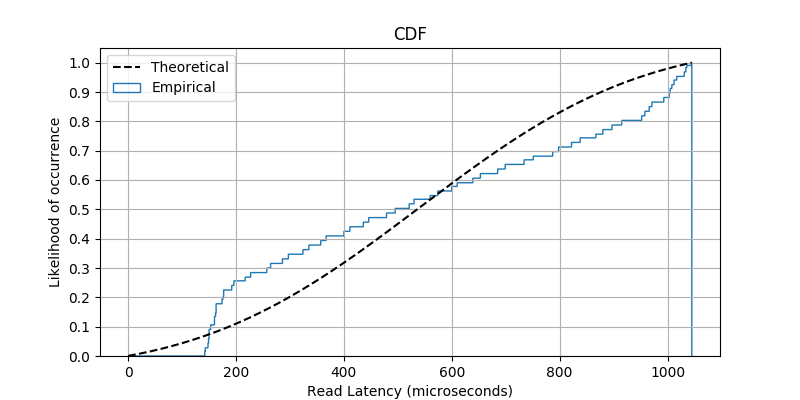 CDF
Theoretical
Empirical
Likelihood of occurrence
1.0
0.9
0.8
0.7
0.6
0.5
0.4
0.3
0.2
0.1
0.0
0 200 400 600 800 1000
Read Latency (microseconds)